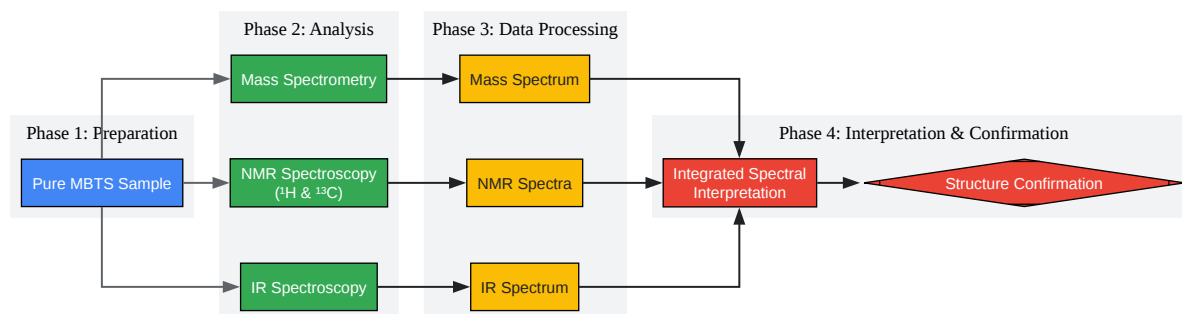 Phase 1: Preparation
Pure MBTS Sample
Phase 2: Analysis
Mass Spectrometry
NMR Spectroscopy
(¹H & ¹³C)
IR Spectroscopy
Phase 3: Data Processing
Mass Spectrum
NMR Spectra
IR Spectrum
Phase 4: Interpretation & Confirmation
Integrated Spectral
Interpretation
Structure Confirmation